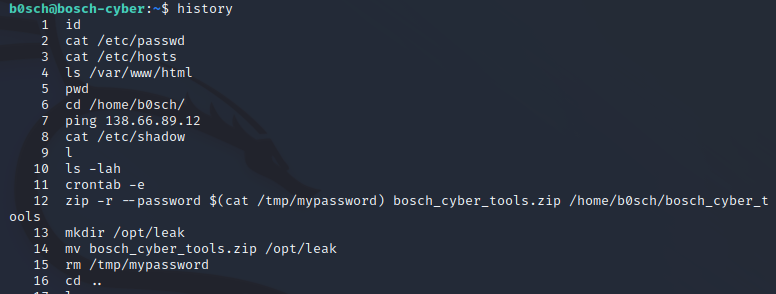 b0sch@bosch-cyber:~$ history
1 id
2 cat /etc/passwd
3 cat /etc/hosts
4 ls /var/www/html
5 pwd
6 cd /home/b0sch/
7 ping 138.66.89.12
8 cat /etc/shadow
9 l
10 ls -lah
11 crontab -e
12 zip -r --password $(cat /tmp/mypassword) bosch_cyber_tools.zip /home/b0sch/bosch_cyber_t
ools
13 mkdir /opt/leak
14 mv bosch_cyber_tools.zip /opt/leak
15 rm /tmp/mypassword
16 cd ..